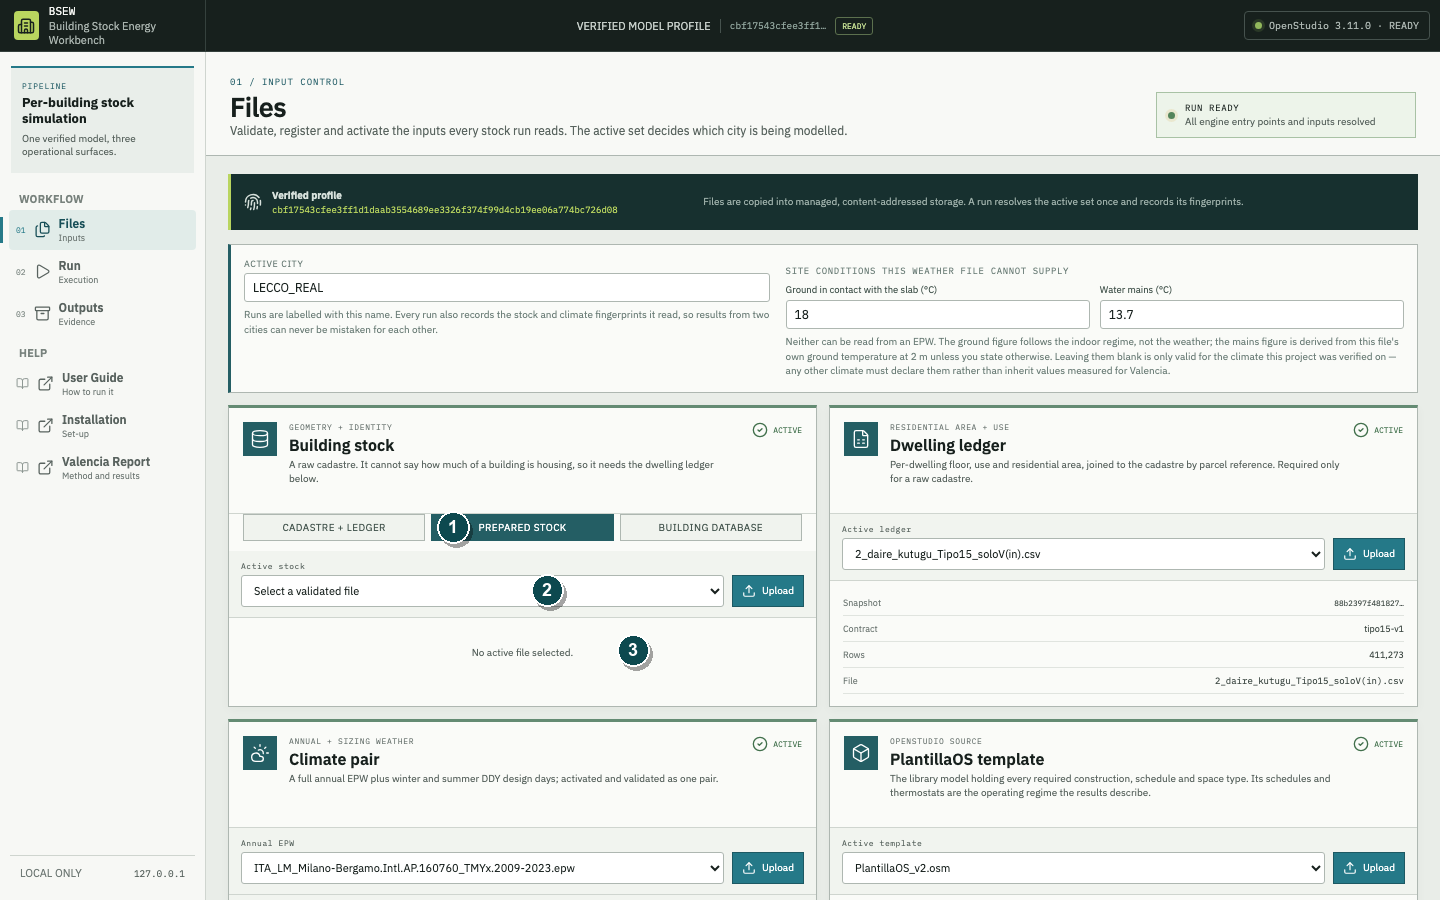 BSEW
Building Stock Energy
Workbench
VERIFIED MODEL PROFILE
cbf17543cfee3ff1…
READY
OpenStudio 3.11.0 · READY
PIPELINE
Per-building stock
simulation
One verified model, three
operational surfaces.
WORKFLOW
01
Files
Inputs
02
Run
Execution
03
Outputs
Evidence
HELP
User Guide
How to run it
Installation
Set-up
Valencia Report
Method and results
LOCAL ONLY
127.0.0.1
01 / INPUT CONTROL
Files
Validate, register and activate the inputs every stock run reads. The active set decides which city is being modelled.
RUN READY
All engine entry points and inputs resolved
Verified profile
cbf17543cfee3ff1d1daab3554689ee3326f374f99d4cb19ee06a774bc726d08
Files are copied into managed, content-addressed storage. A run resolves the active set once and records its fingerprints.
ACTIVE CITY
LECCO_REAL
Runs are labelled with this name. Every run also records the stock and climate fingerprints it read, so results from two
cities can never be mistaken for each other.
SITE CONDITIONS THIS WEATHER FILE CANNOT SUPPLY
Ground in contact with the slab (°C)
Water mains (°C)
18
13.7
Neither can be read from an EPW. The ground figure follows the indoor regime, not the weather; the mains figure is derived from this file's
own ground temperature at 2 m unless you state otherwise. Leaving them blank is only valid for the climate this project was verified on —
any other climate must declare them rather than inherit values measured for Valencia.
GEOMETRY + IDENTITY
Building stock
A raw cadastre. It cannot say how much of a building is housing, so it needs the dwelling ledger
below.
ACTIVE
CADASTRE + LEDGER
1
PREPARED STOCK
BUILDING DATABASE
Active stock
Select a validated file
2
Upload
No active file selected.
3
RESIDENTIAL AREA + USE
Dwelling ledger
Per-dwelling floor, use and residential area, joined to the cadastre by parcel reference. Required only
for a raw cadastre.
ACTIVE
Active ledger
2_daire_kutugu_Tipo15_soloV(in).csv
Upload
Snapshot
88b2397f481827…
Contract
tipo15-v1
Rows
411,273
File
2_daire_kutugu_Tipo15_soloV(in).csv
ANNUAL + SIZING WEATHER
Climate pair
A full annual EPW plus winter and summer DDY design days; activated and validated as one pair.
ACTIVE
Annual EPW
ITA_LM_Milano-Bergamo.Intl.AP.160760_TMYx.2009-2023.epw
Upload
OPENSTUDIO SOURCE
PlantillaOS template
The library model holding every required construction, schedule and space type. Its schedules and
thermostats are the operating regime the results describe.
ACTIVE
Active template
PlantillaOS_v2.osm
Upload